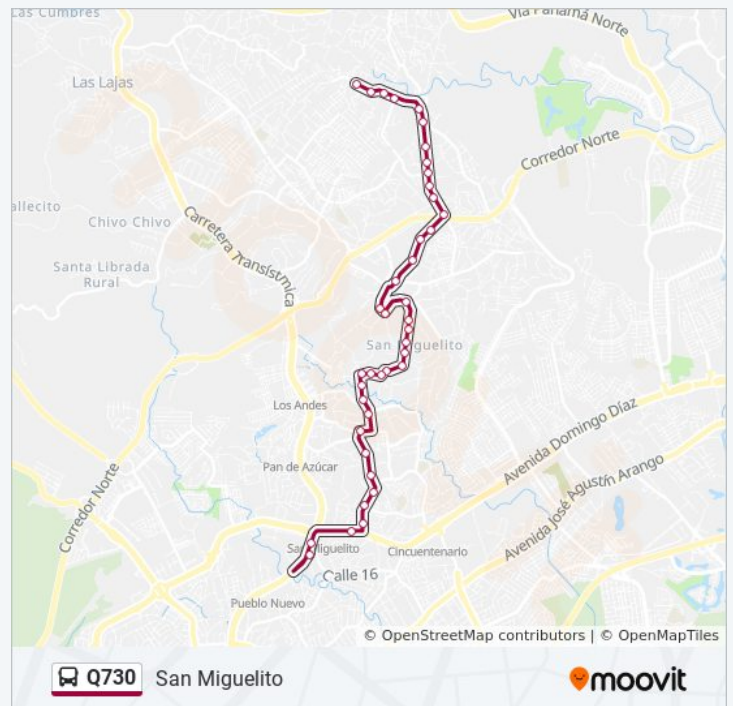 Las Cumbres
Vía Panamá Norte
Las Lajas
Corredor Norte
allecito
Chivo Chivo
Carretera Transístmica
Santa Librada
Rural
San Miguelito
Los Andes
Avenida Domingo Díaz
Pan de Azúcar
Corredor Norte
Avenida José Agustín Arango
San Miguelito
Cincuentenario
Calle 16
Pueblo Nuevo
© OpenStreetMap contributors | © OpenMapTiles
Q730 San Miguelito
moovit